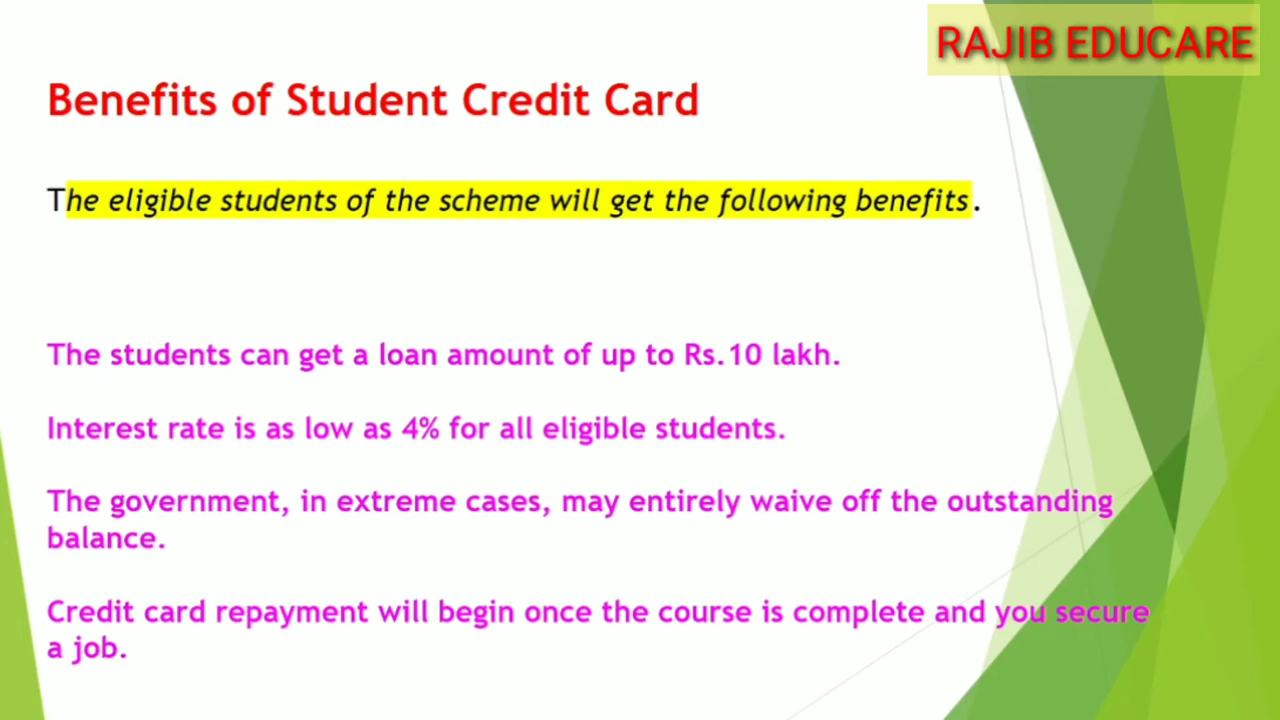 RAJIB EDUCARE
Benefits of Student Credit Card
The eligible students of the scheme will get the following benefits.
The students can get a loan amount of up to Rs.10 lakh.
Interest rate is as low as 4% for all eligible students.
The government, in extreme cases, may entirely waive off the outstanding
balance.
Credit card repayment will begin once the course is complete and you secure
a job.